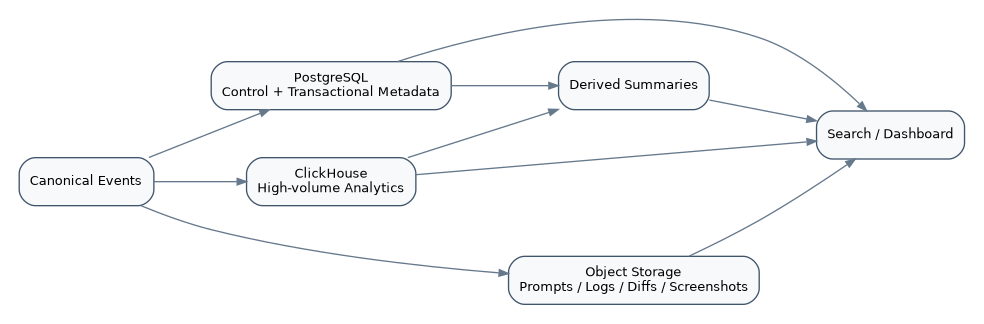 PostgreSQL
Control + Transactional Metadata
Derived Summaries
Search / Dashboard
Canonical Events
ClickHouse
High-volume Analytics
Object Storage
Prompts / Logs / Diffs / Screenshots